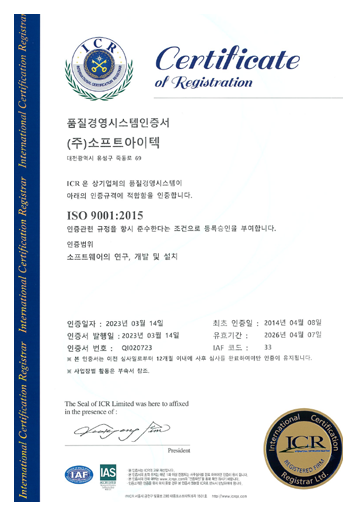 International Certification Registrar International Certification Registrar International Certification Registrar
ICR
INTERNATIONAL CERTIFICATION REGISTRAR
Certificate
of Registration
품질경영시스템인증서
(주)소프트아이텍
대전광역시 유성구 죽동로 69
ICR 은 상기업체의 품질경영시스템이
아래의 인증규격에 적합함을 인증합니다.
ISO 9001:2015
인증관련 규정을 항시 준수한다는 조건으로 등록승인을 부여합니다.
인증범위
소프트웨어의 연구, 개발 및 설치
인증일자 : 2023년 03월 14일
최초 인증일 : 2014년 04월 08일
인증서 발행일 : 2023년 03월 14일
유효기간 : 2026년 04월 07일
인증서 번호 : QI020723
IAF 코드 : 33
※ 본 인증서는 이전 심사일로부터 12개월 이내에 사후 심사를 완료하여야만 인증이 유지됩니다.
※ 사업장별 활동은 부속서 참조.
The Seal of ICR Limited was here to affixed
in the presence of :
President
IAF
IAS
International Certification
ICR
REGISTERED FIRM